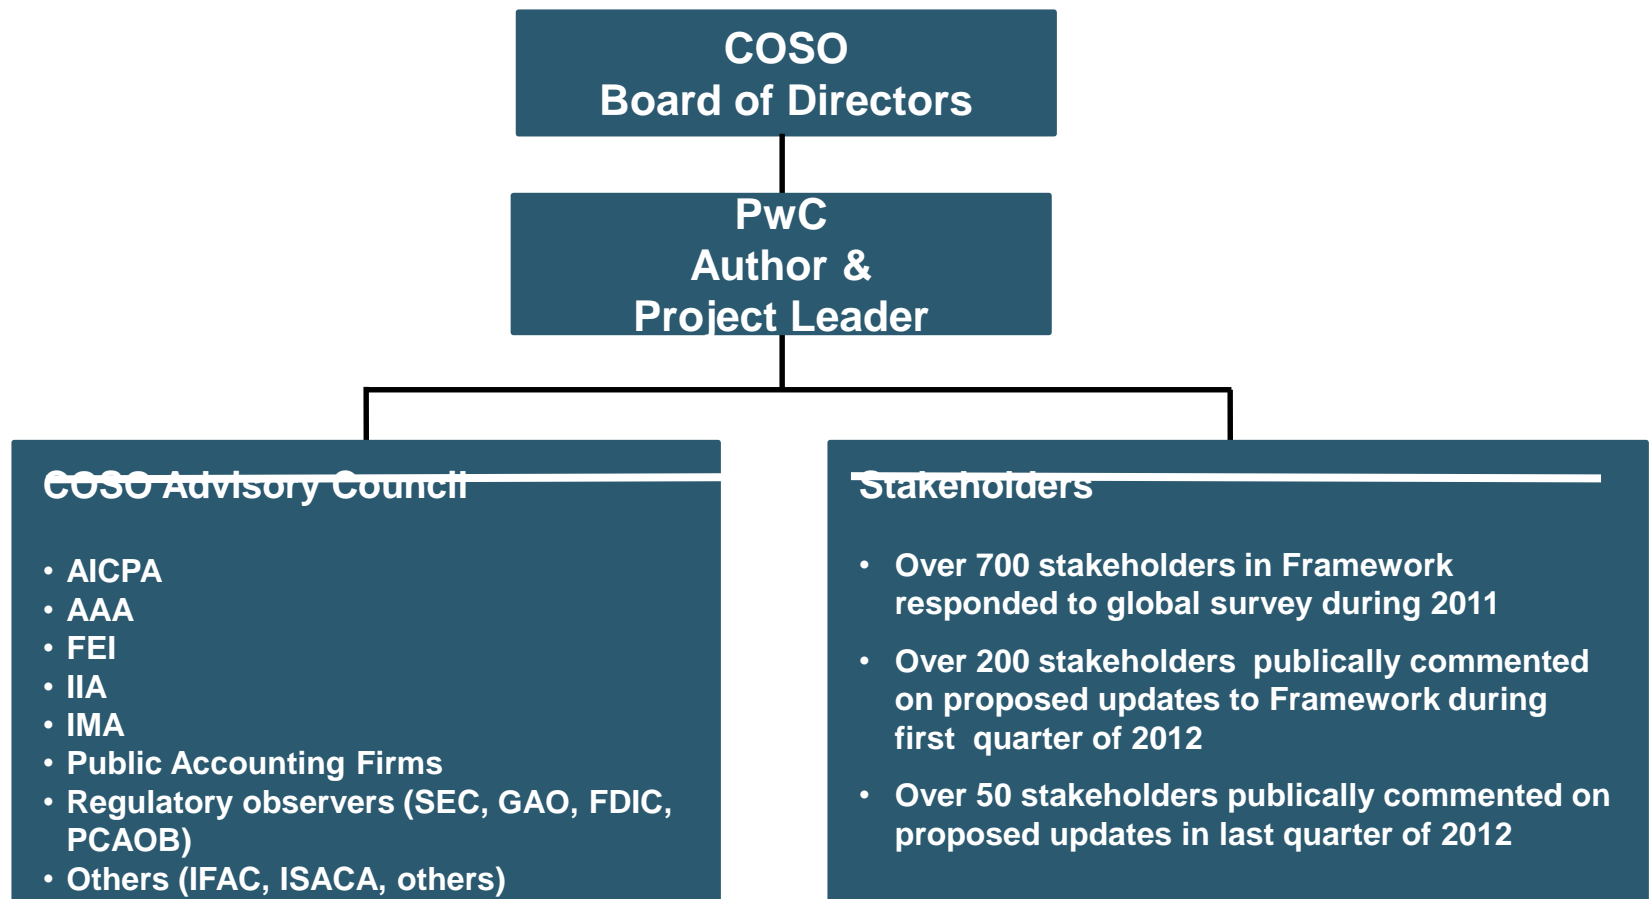 COSO
Board of Directors
PwC
Author &
Project Leader
COSO Advisory Council
• AICPA
• AAA
• FEI
• IIA
• IMA
• Public Accounting Firms
• Regulatory observers (SEC, GAO, FDIC,
PCAOB)
• Others (IFAC, ISACA, others)
Stakeholders
• Over 700 stakeholders in Framework
responded to global survey during 2011
• Over 200 stakeholders publically commented
on proposed updates to Framework during
first quarter of 2012
• Over 50 stakeholders publically commented on
proposed updates in last quarter of 2012